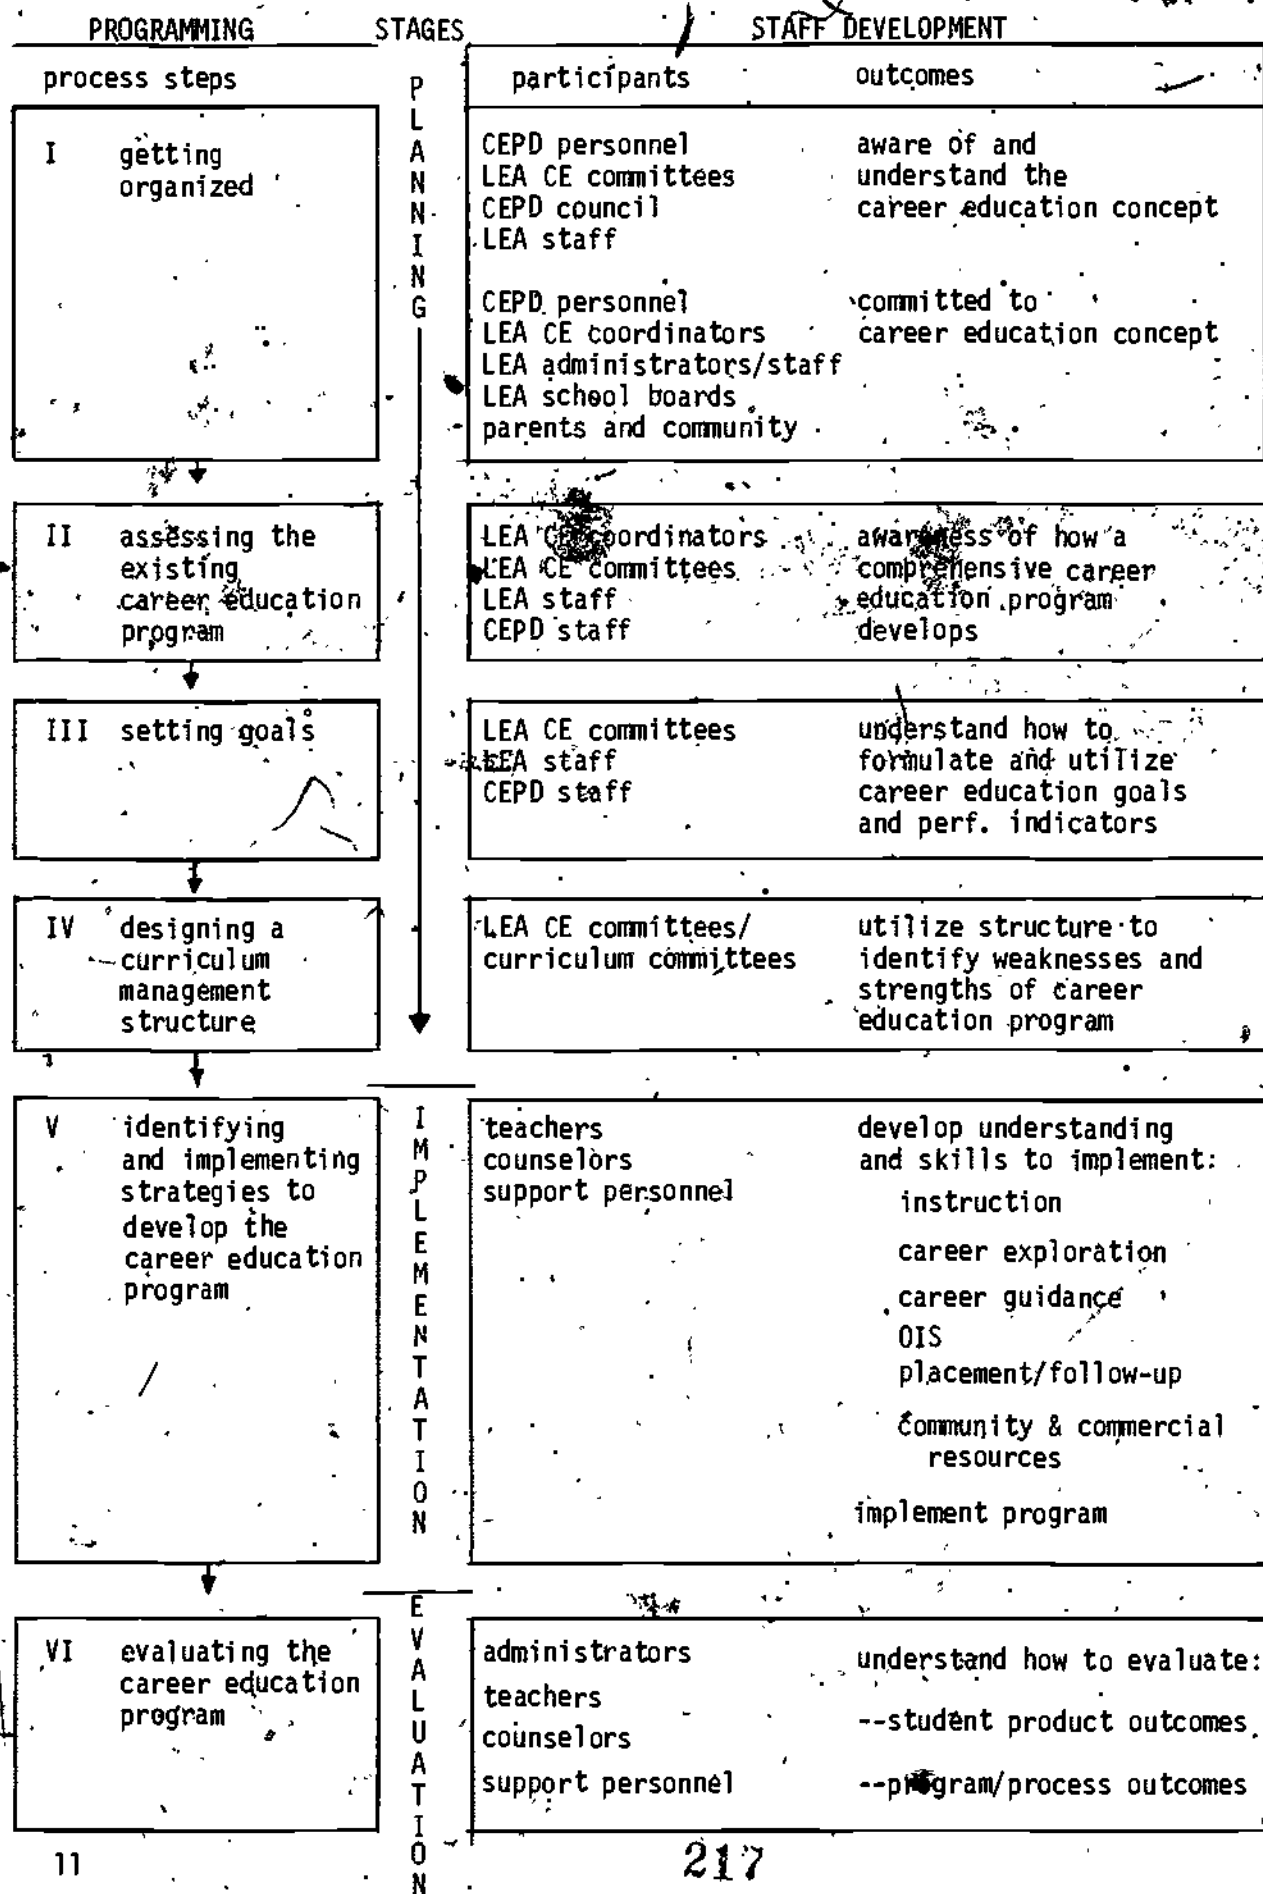 PROGRAMMING STAGES STAFF DEVELOPMENT
process steps
participants outcomes
PLANNING
I getting
organized
CEPD personnel aware of and
LEA CE committees understand the
CEPD council career education concept
LEA staff
CEPD personnel committed to
LEA CE coordinators career education concept
LEA administrators/staff
LEA school boards
parents and community
II assessing the
existing
career education
program
LEA CE coordinators awareness of how a
LEA CE committees comprehensive career
LEA staff education program
CEPD staff develops
III setting goals
LEA CE committees understand how to
LEA staff formulate and utilize
CEPD staff career education goals
and perf. indicators
IV designing a
curriculum
management
structure
LEA CE committees/ utilize structure to
curriculum committees identify weaknesses and
strengths of career
education program
IMPLEMENTATION
V identifying
and implementing
strategies to
develop the
career education
program
teachers develop understanding
counselors and skills to implement:
support personnel
instruction
career exploration
career guidance
OIS
placement/follow-up
community & commercial
resources
implement program
EVALUATION
VI evaluating the
career education
program
administrators understand how to evaluate:
teachers
--student product outcomes
counselors
support personnel --program/process outcomes
11
217